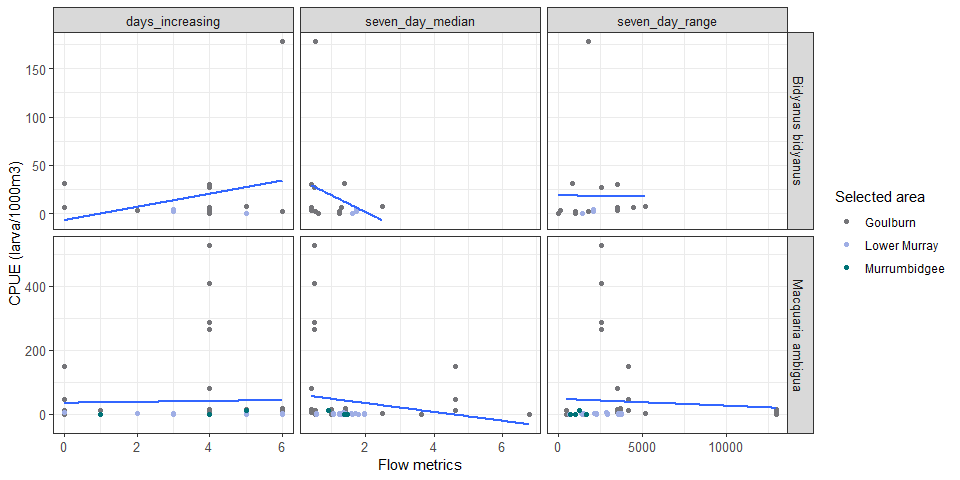 days_increasing
seven_day_median
seven_day_range
150
100
50
0
Bidyanus bidyanus
400
200
0
Macquaria ambigua
CPUE (larva/1000m3)
0
2
4
6
0
2
4
6
0
5000
10000
Flow metrics
Selected area
Goulburn
Lower Murray
Murrumbidgee